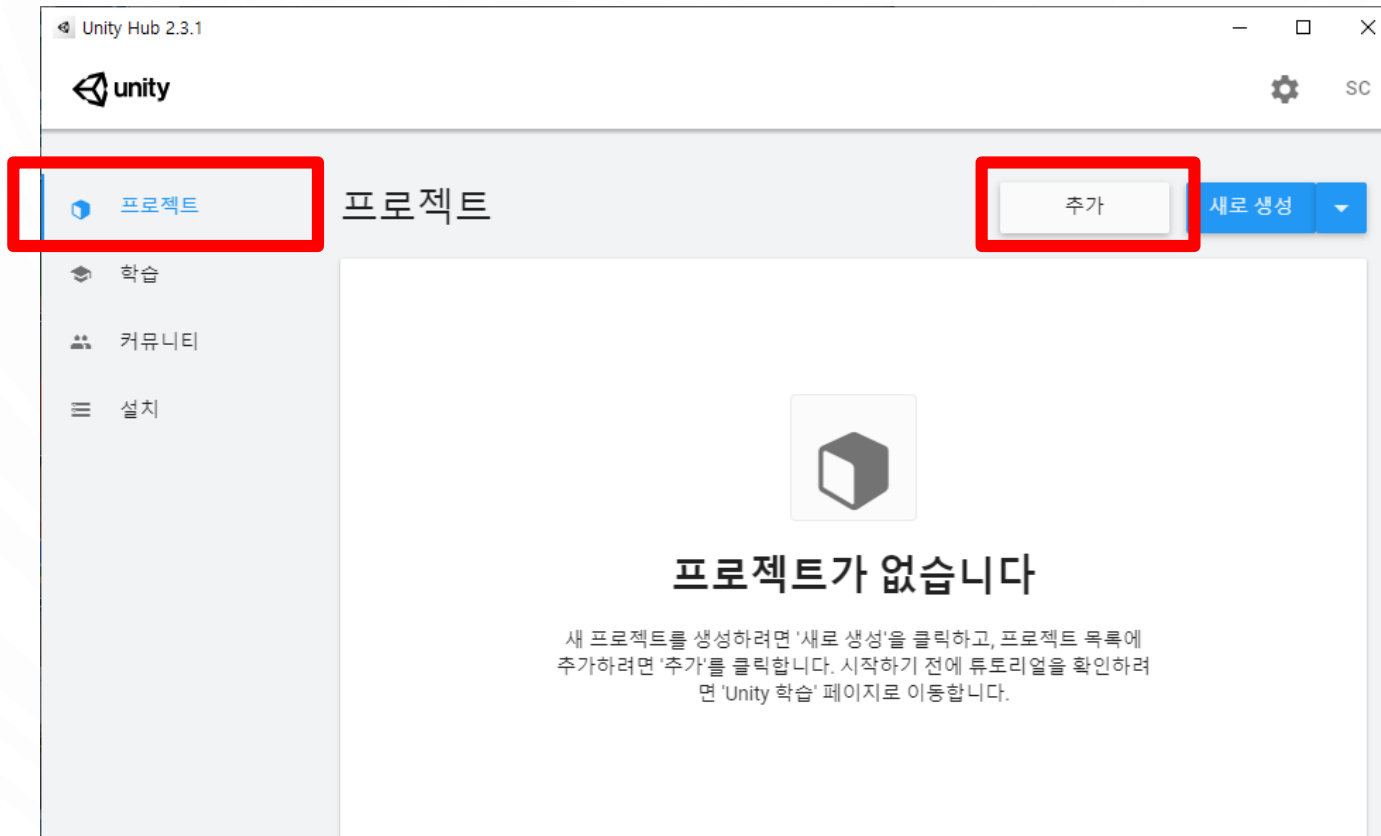 Unity Hub 2.3.1
unity
SC
프로젝트
프로젝트
추가
새로 생성
학습
커뮤니티
설치
프로젝트가 없습니다
새 프로젝트를 생성하려면 '새로 생성'을 클릭하고, 프로젝트 목록에
추가하려면 '추가'를 클릭합니다. 시작하기 전에 튜토리얼을 확인하려
면 'Unity 학습' 페이지로 이동합니다.